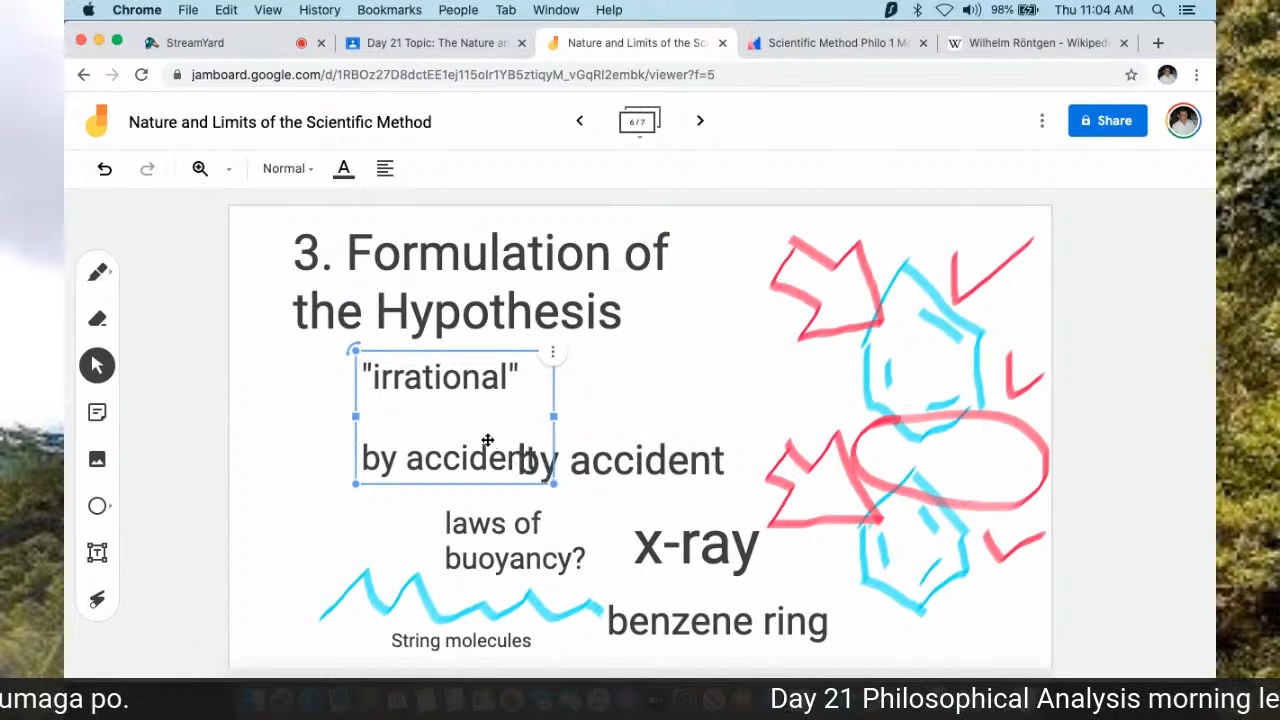 Chrome File Edit View History Bookmarks People Tab Window Help 98% Thu 11:04 AM
StreamYard Day 21 Topic: The Nature an Nature and Limits of the Sci Scientific Method Philo 1 M Wilhelm Röntgen - Wikiped
jamboard.google.com/d/1RBOz27D8dctEE1ej115oIr1YB5ztiqyM_vGqRl2embk/viewer?f=5
Nature and Limits of the Scientific Method
6/7
Share
Normal
3. Formulation of
the Hypothesis
"irrational"
by accident
by accident
laws of
buoyancy?
x-ray
benzene ring
String molecules
umaga po.
Day 21 Philosophical Analysis morning le